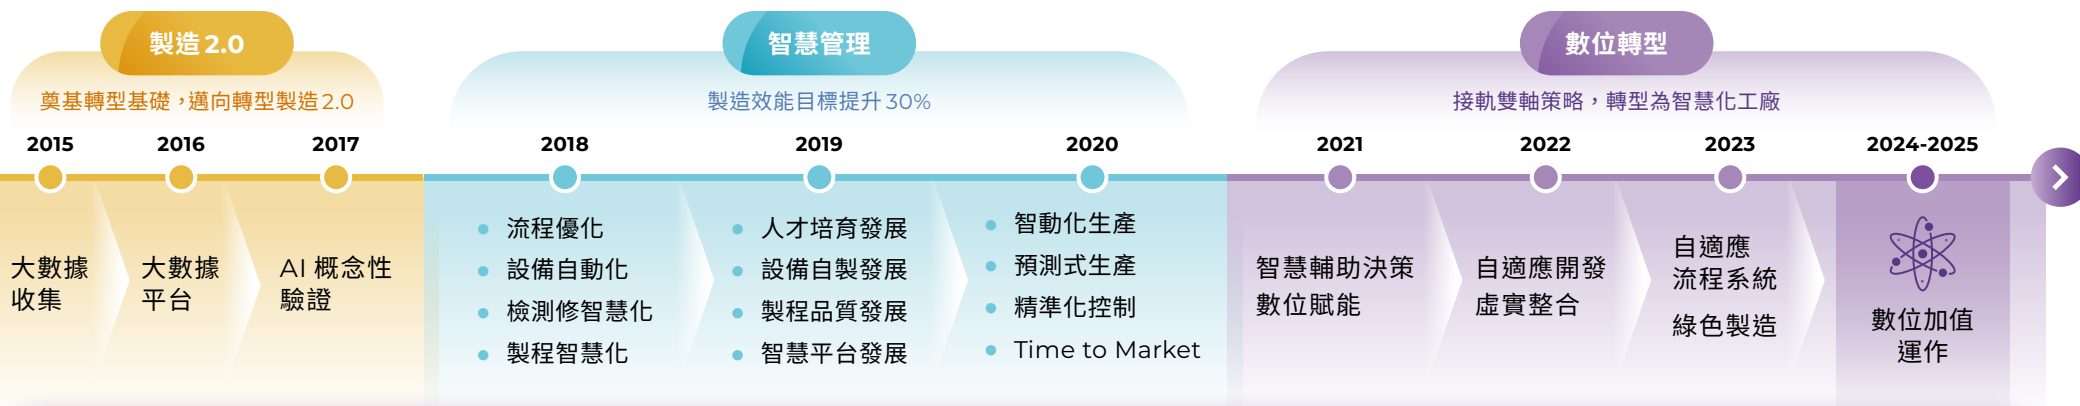 製造 2.0
奠基轉型基礎，邁向轉型製造 2.0
2015
大數據
收集
2016
大數據
平台
2017
AI 概念性
驗證
智慧管理
製造效能目標提升 30%
2018
流程優化
設備自動化
檢測修智慧化
製程智慧化
2019
人才培育發展
設備自製發展
製程品質發展
智慧平台發展
2020
智動化生產
預測式生產
精準化控制
Time to Market
數位轉型
接軌雙軸策略，轉型為智慧化工廠
2021
智慧輔助決策
數位賦能
2022
自適應開發
虛實整合
2023
自適應
流程系統
綠色製造
2024-2025
數位加值
運作